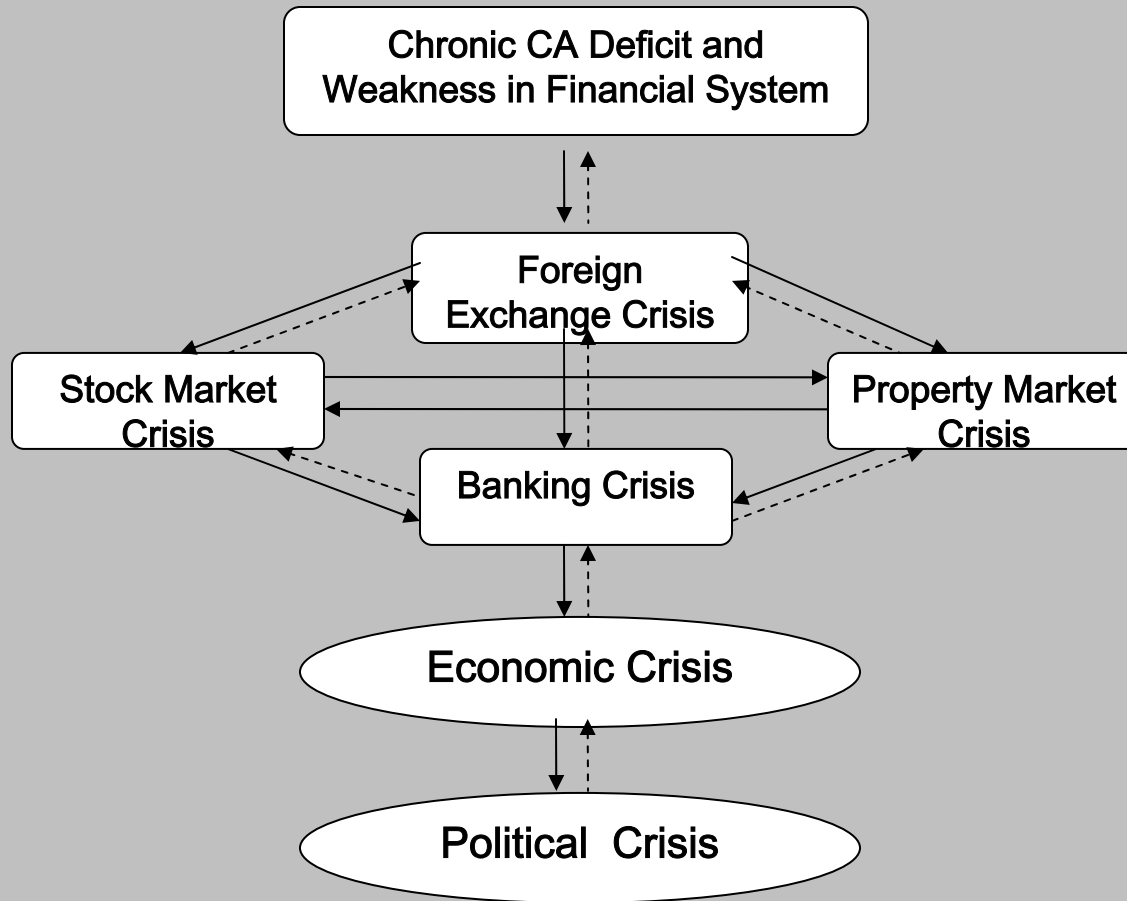 Chronic CA Deficit and
Weakness in Financial System
Foreign
Exchange Crisis
Stock Market
Crisis
Property Market
Crisis
Banking Crisis
Economic Crisis
Political Crisis